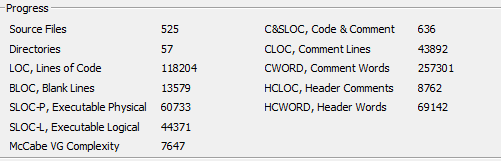 Progress
Source Files 525 C&SLOC, Code & Comment 636
Directories 57 CLOC, Comment Lines 43892
LOC, Lines of Code 118204 CWORD, Comment Words 257301
BLOC, Blank Lines 13579 HCLOC, Header Comments 8762
SLOC-P, Executable Physical 60733 HCWORD, Header Words 69142
SLOC-L, Executable Logical 44371
McCabe VG Complexity 7647